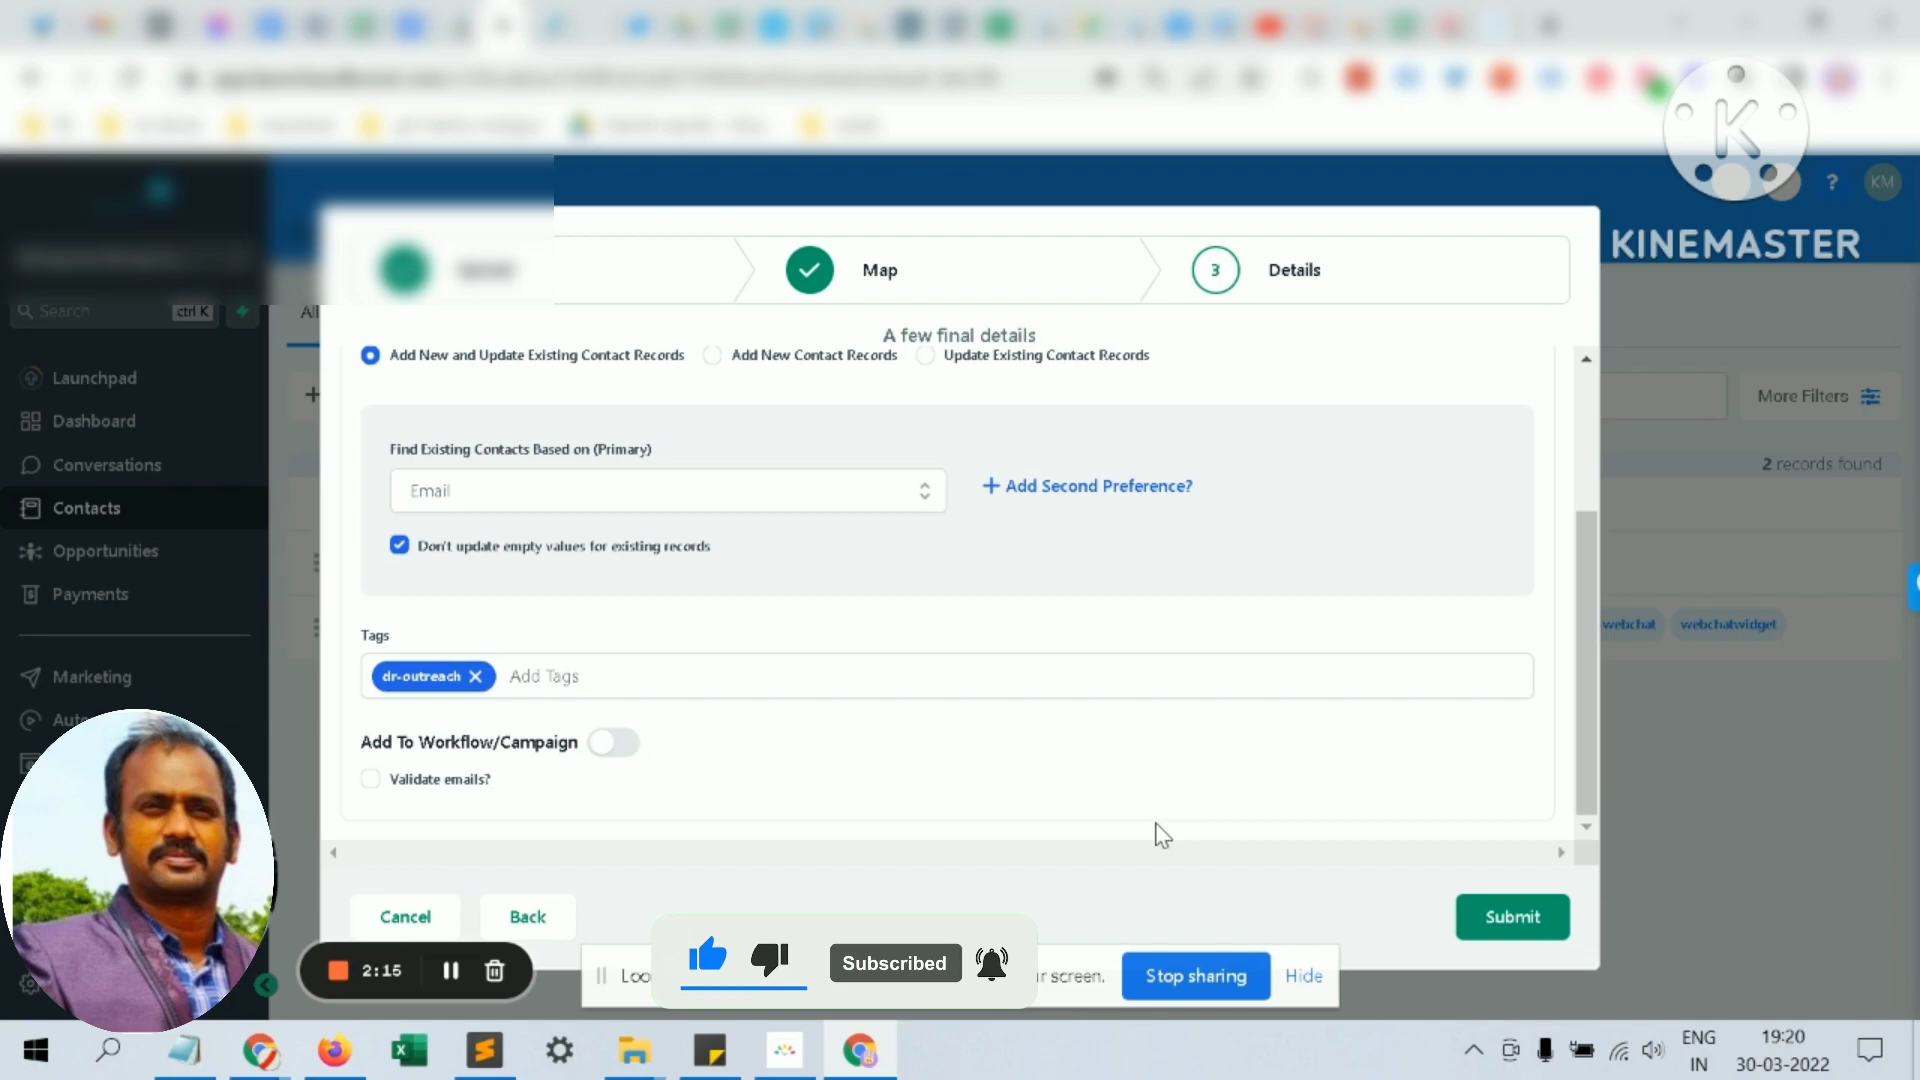 K
KINEMASTER
? KM
Map
3 Details
A few final details
Search ctrl K
All
Add New and Update Existing Contact Records Add New Contact Records Update Existing Contact Records
Launchpad
Dashboard
Conversations
Contacts
Opportunities
Payments
Marketing
More Filters
2 records found
Find Existing Contacts Based on (Primary)
Email
+ Add Second Preference?
Don't update empty values for existing records
webchat webchatwidget
Tags
dr-outreach Add Tags
Add To Workflow/Campaign
Validate emails?
Cancel Back Submit
2:15
Subscribed
screen. Stop sharing Hide
ENG
IN
19:20
30-03-2022